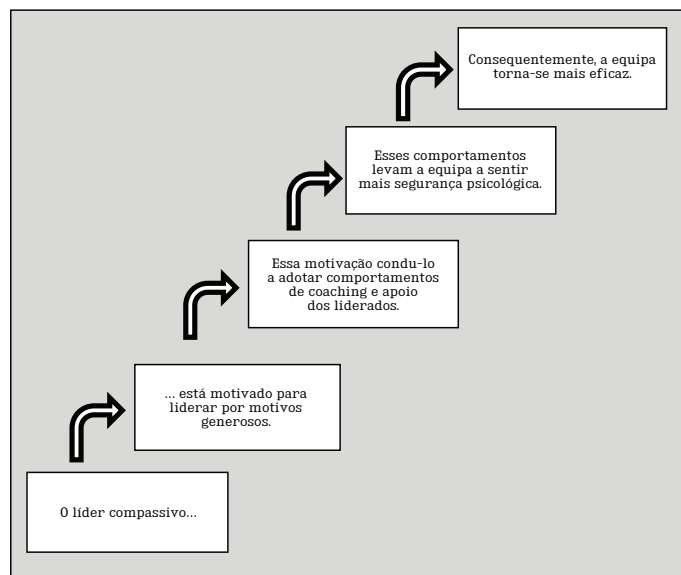 Consequentemente, a equipa
torna-se mais eficaz.
Esses comportamentos
levam a equipa a sentir
mais segurança psicológica.
Essa motivação condu-lo
a adotar comportamentos
de coaching e apoio
dos liderados.
... está motivado para
liderar por motivos
generosos.
O líder compassivo...